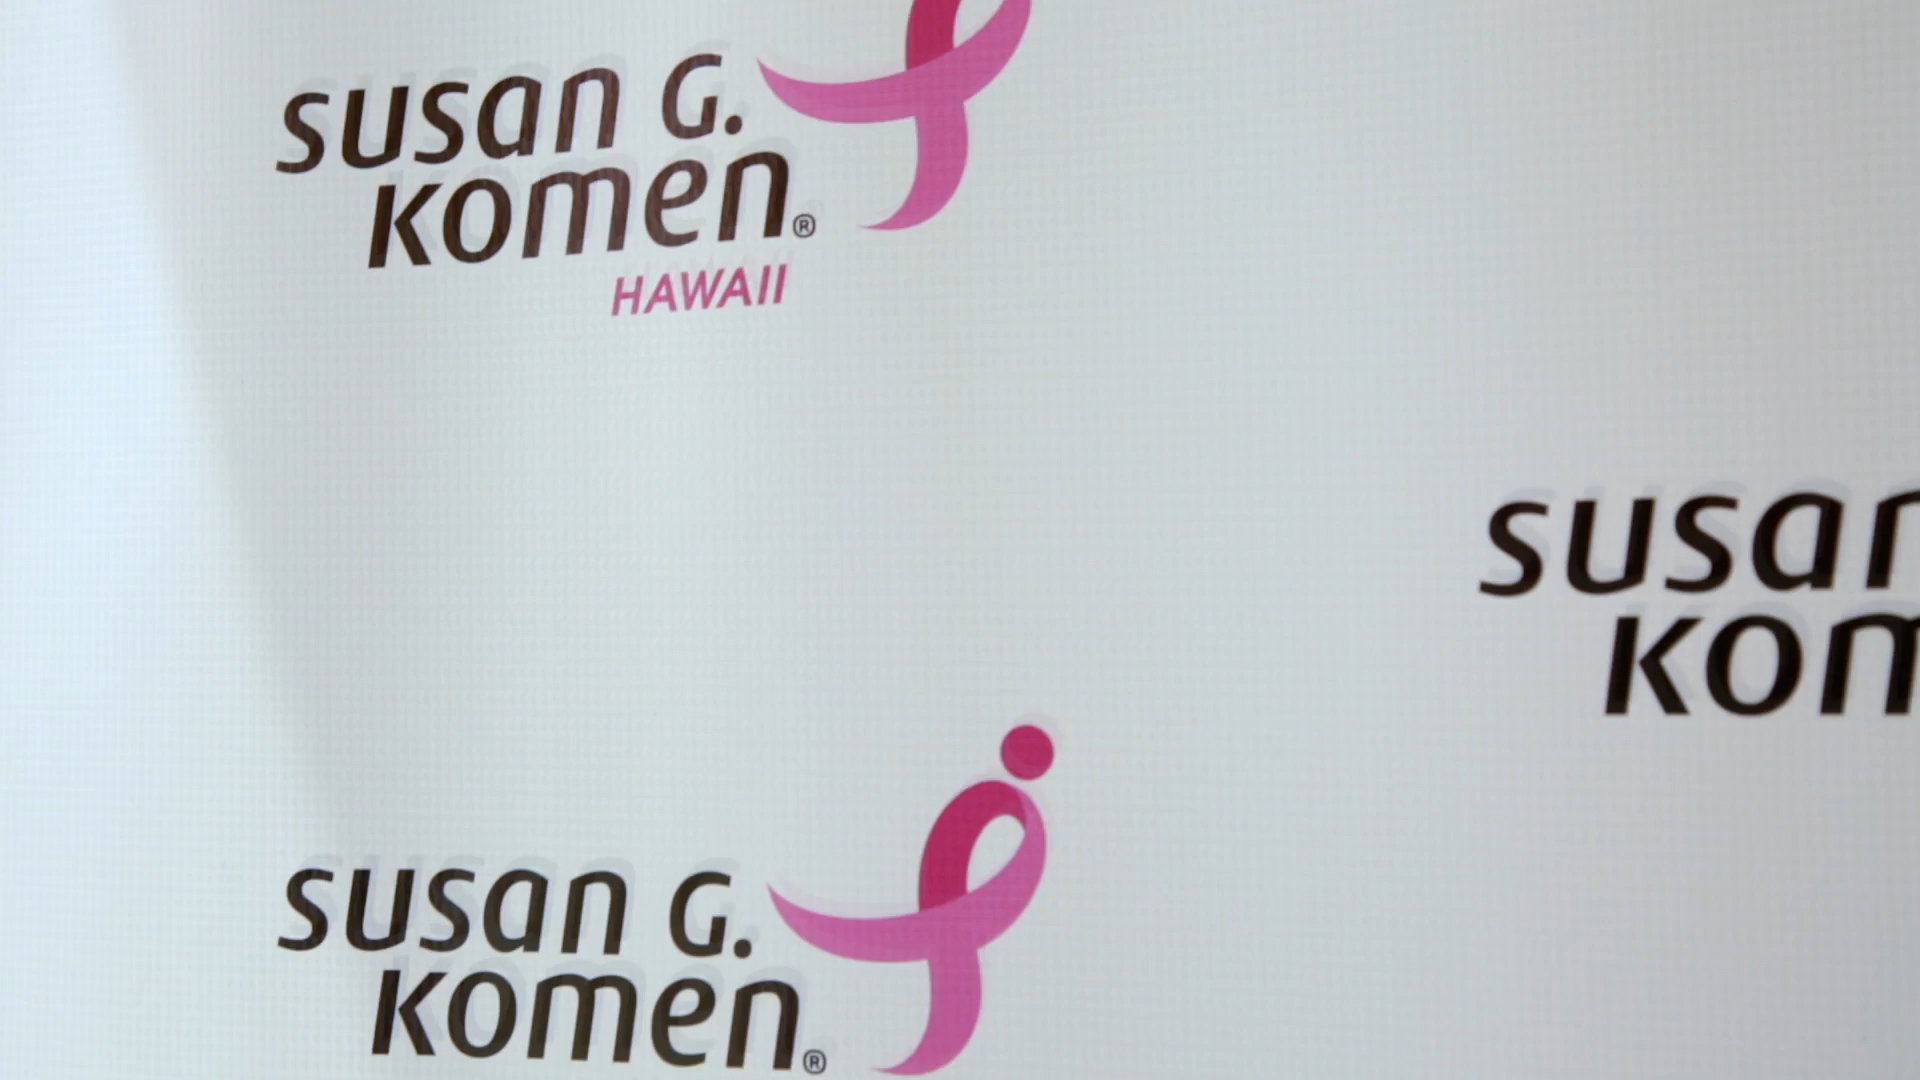 susan G.
komen®
HAWAII
susan
kom
susan G.
komen®